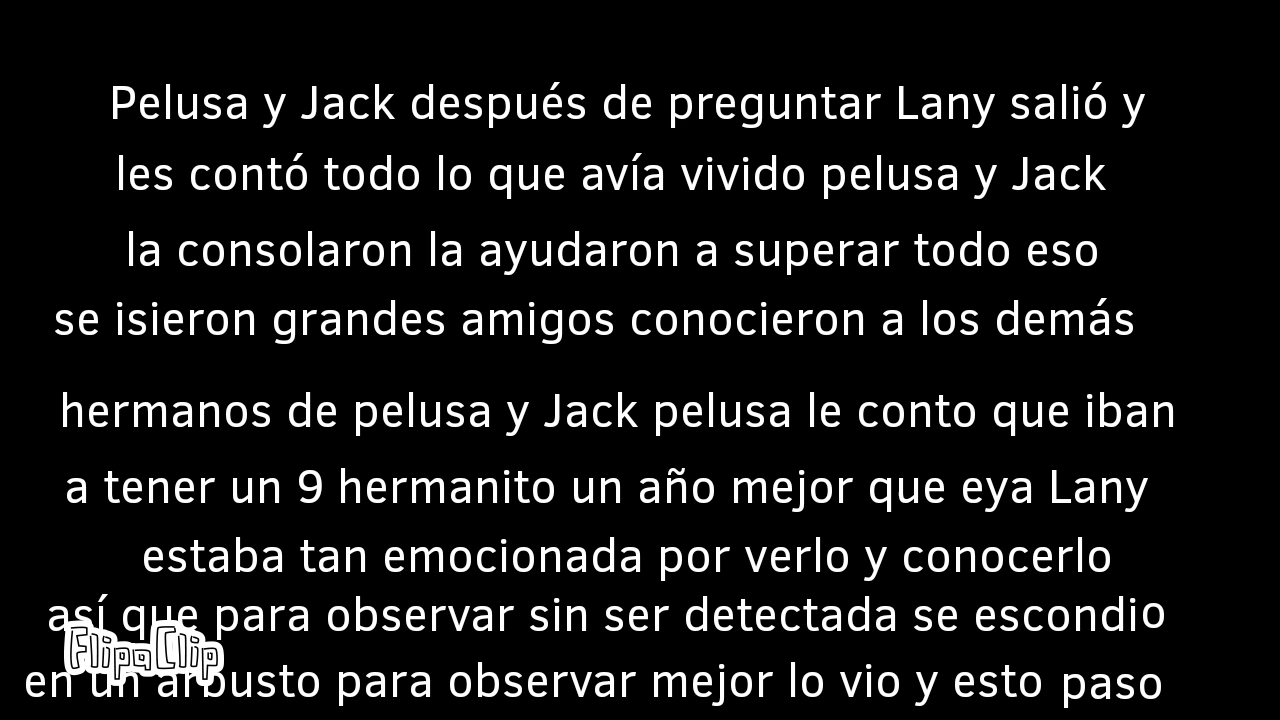 Pelusa y Jack después de preguntar Lany salió y
les contó todo lo que avía vivido pelusa y Jack
la consolaron la ayudaron a superar todo eso
se isieron grandes amigos conocieron a los demás
hermanos de pelusa y Jack pelusa le conto que iban
a tener un 9 hermanito un año mejor que eya Lany
estaba tan emocionada por verlo y conocerlo
así que para observar sin ser detectada se escondio
FlipaClip
en un arbusto para observar mejor lo vio y esto paso